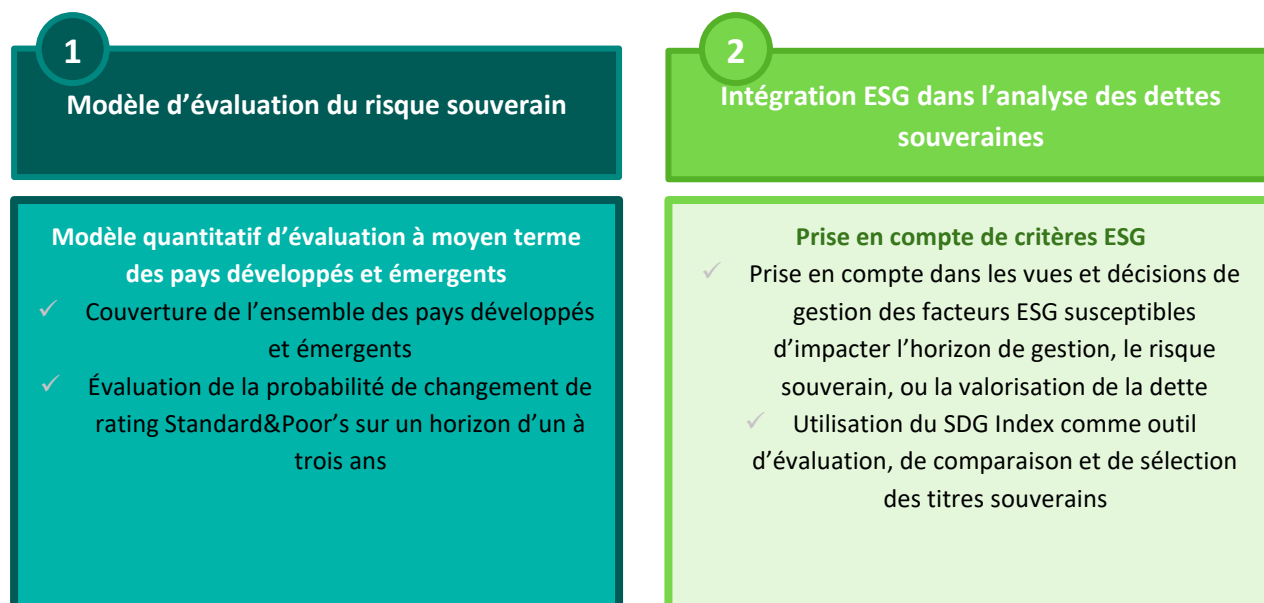 1
Modèle d’évaluation du risque souverain
Modèle quantitatif d’évaluation à moyen terme
des pays développés et émergents
✓ Couverture de l’ensemble des pays développés
et émergents
✓ Évaluation de la probabilité de changement de
rating Standard&Poor’s sur un horizon d’un à
trois ans
2
Intégration ESG dans l’analyse des dettes
souveraines
Prise en compte de critères ESG
✓ Prise en compte dans les vues et décisions de
gestion des facteurs ESG susceptibles
d’impacter l’horizon de gestion, le risque
souverain, ou la valorisation de la dette
✓ Utilisation du SDG Index comme outil
d’évaluation, de comparaison et de sélection
des titres souverains